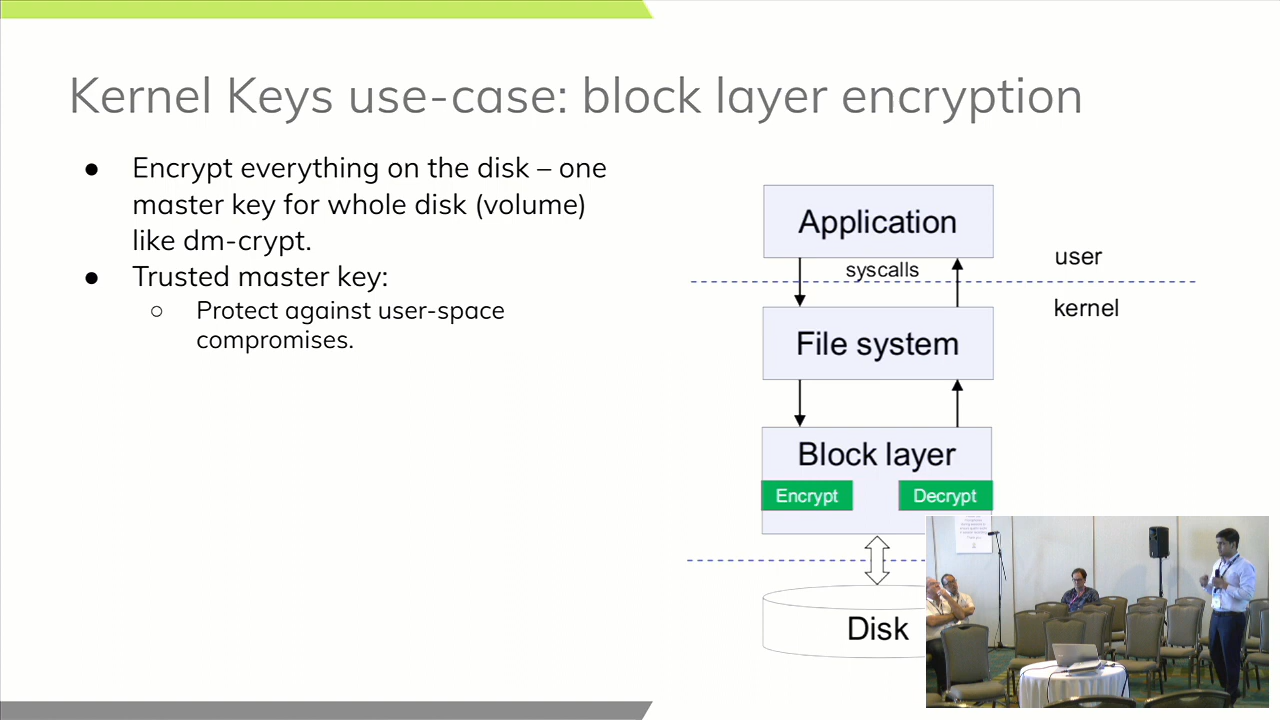 Kernel Keys use-case: block layer encryption
● Encrypt everything on the disk – one
master key for whole disk (volume)
like dm-crypt.
● Trusted master key:
○ Protect against user-space
compromises.
Application
syscalls
user
kernel
File system
Block layer
Encrypt
Decrypt
Disk